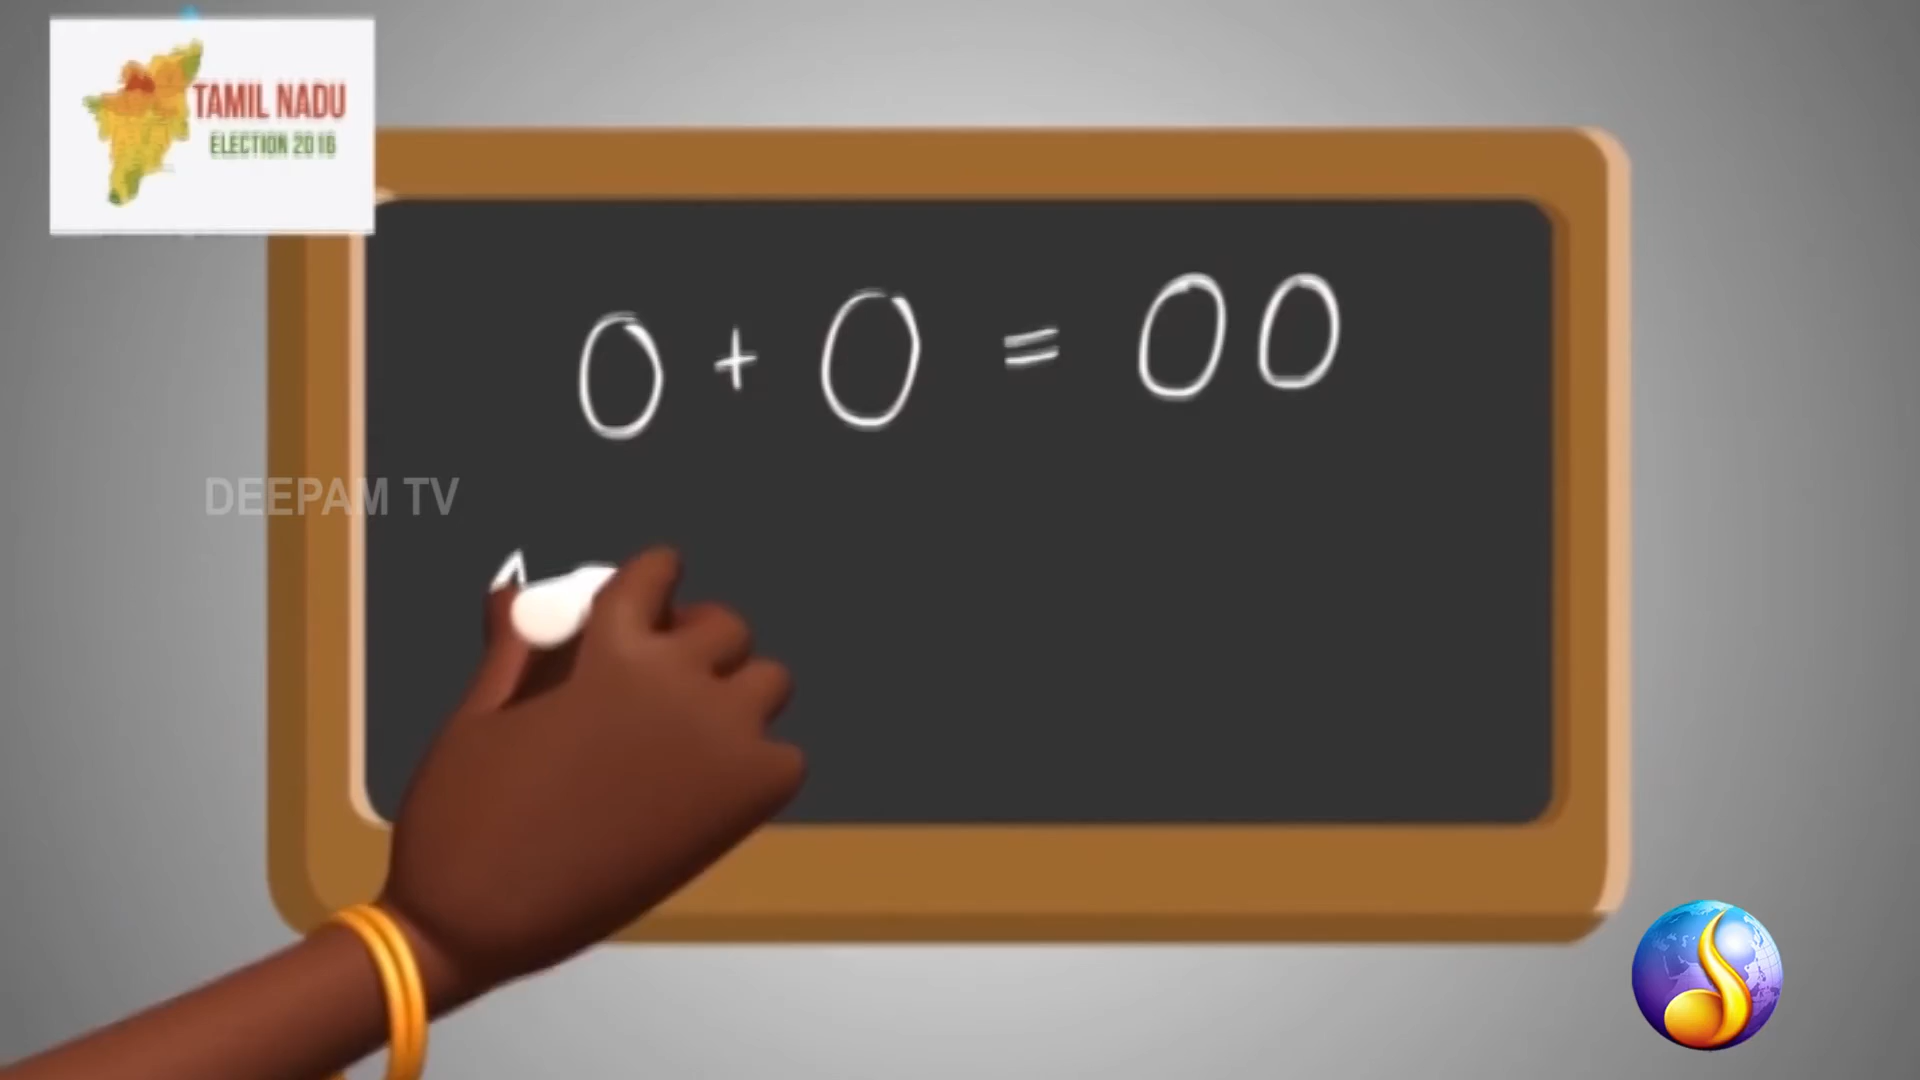 TAMIL NADU
ELECTION 2016
0 + 0 = 00
DEEPAM TV